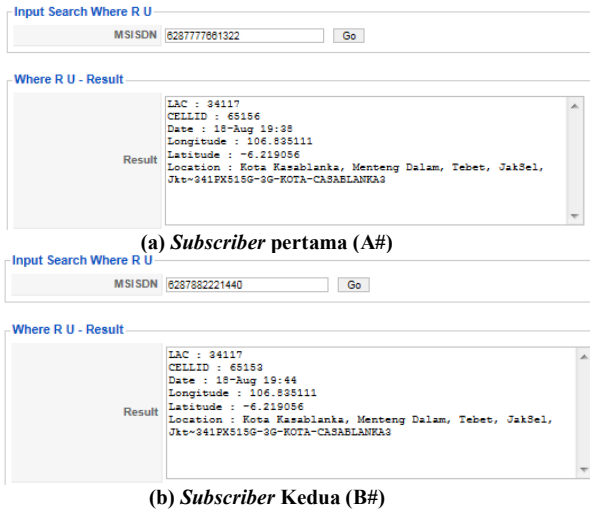 Input Search Where R U
MSISDN 6287777661322 Go
Where R U - Result
Result
LAC : 34117
CELLID : 65156
Date : 18-Aug 19:38
Longitude : 106.835111
Latitude : -6.219056
Location : Kota Kasablanka, Menteng Dalam, Tebet, JakSel,
Jkt~341PX515G-3G-KOTA-CASABLANKA3
(a) Subscriber pertama (A#)
Input Search Where R U
MSISDN 6287882221440 Go
Where R U - Result
Result
LAC : 34117
CELLID : 65153
Date : 18-Aug 19:44
Longitude : 106.835111
Latitude : -6.219056
Location : Kota Kasablanka, Menteng Dalam, Tebet, JakSel,
Jkt~341PX515G-3G-KOTA-CASABLANKA3
(b) Subscriber Kedua (B#)